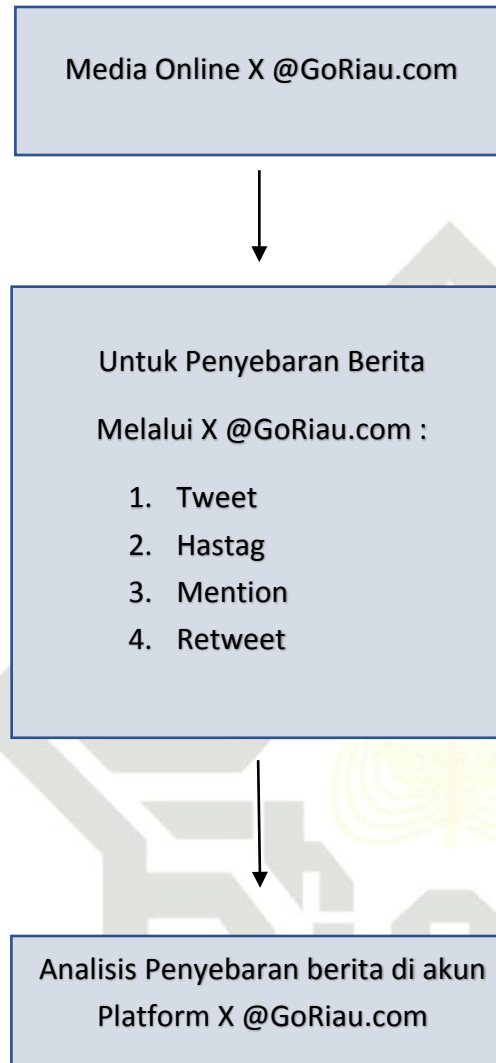 Media Online X @GoRiau.com
Untuk Penyebaran Berita
Melalui X @GoRiau.com :
1. Tweet
2. Hastag
3. Mention
4. Retweet
Analisis Penyebaran berita di akun
Platform X @GoRiau.com